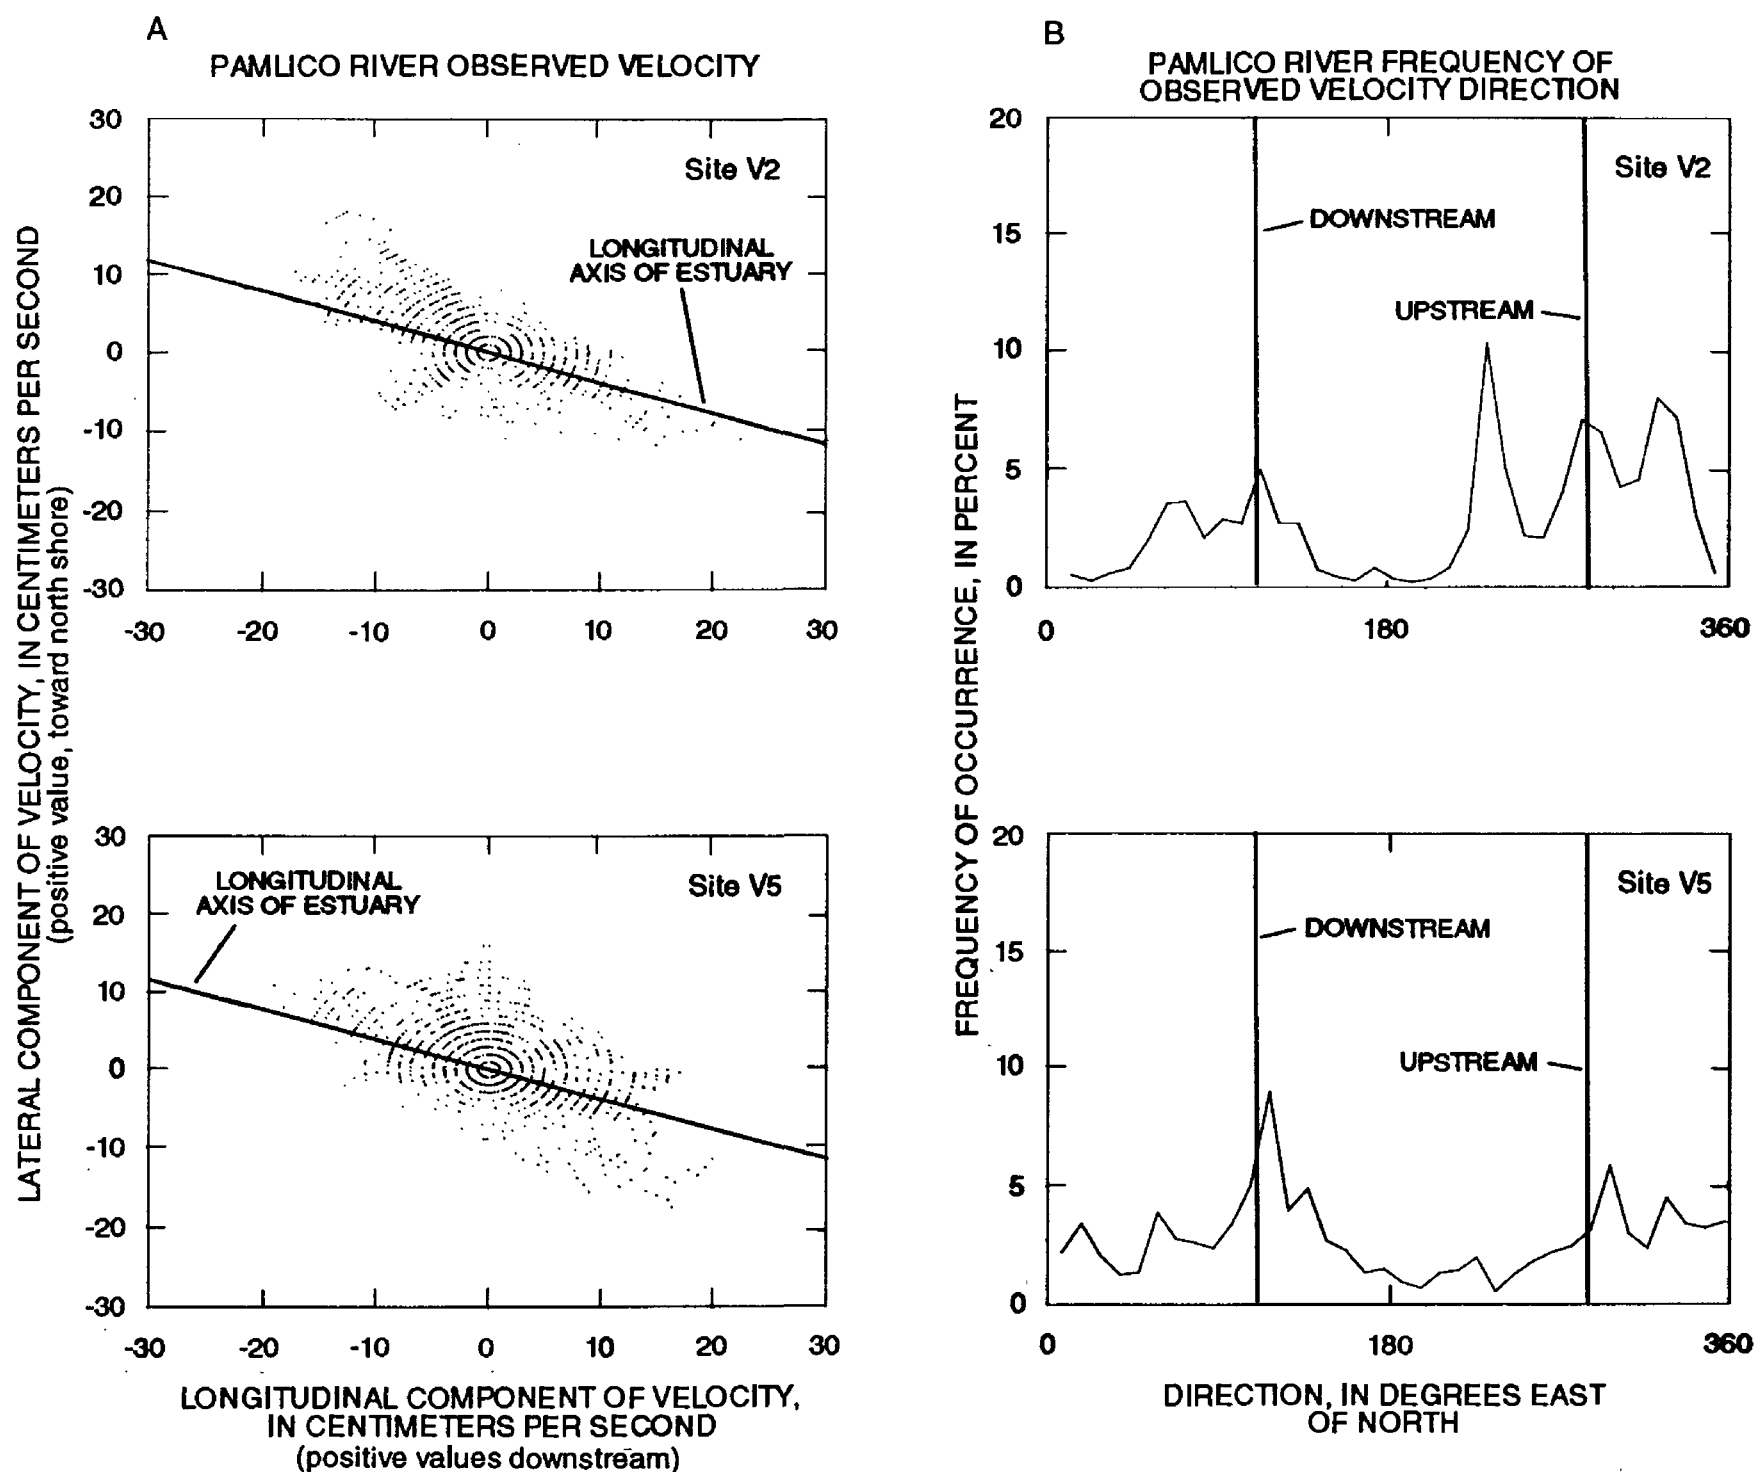 A
PAMLICO RIVER OBSERVED VELOCITY
30
20
10
0
-10
-20
-30
-30 -20 -10 0 10 20 30
Site V2
LONGITUDINAL
AXIS OF ESTUARY
LATERAL COMPONENT OF VELOCITY, IN CENTIMETERS PER SECOND
(positive value, toward north shore)
30
20
10
0
-10
-20
-30
-30 -20 -10 0 10 20 30
LONGITUDINAL
AXIS OF ESTUARY
Site V5
LONGITUDINAL COMPONENT OF VELOCITY,
IN CENTIMETERS PER SECOND
(positive values downstream)
B
PAMLICO RIVER FREQUENCY OF
OBSERVED VELOCITY DIRECTION
20
15
10
5
0
0 180 360
Site V2
DOWNSTREAM
UPSTREAM
FREQUENCY OF OCCURRENCE, IN PERCENT
20
15
10
5
0
0 180 360
Site V5
DOWNSTREAM
UPSTREAM
DIRECTION, IN DEGREES EAST
OF NORTH